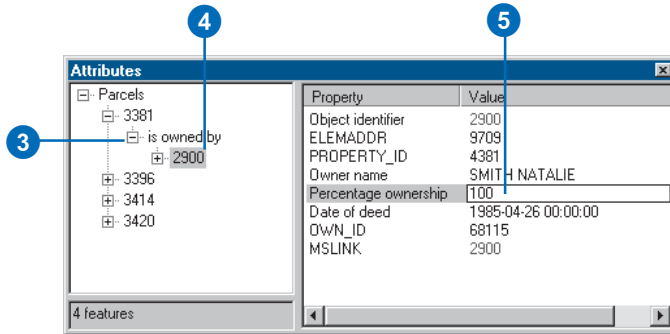 4
5
Attributes
Parcels
3381
3
is owned by
2900
3396
3414
3420
4 features
Property Value
Object identifier 2900
ELEMADDR 9709
PROPERTY_ID 4381
Owner name SMITH NATALIE
Percentage ownership 100
Date of deed 1985-04-26 00:00:00
OWN_ID 68115
MSLINK 2900